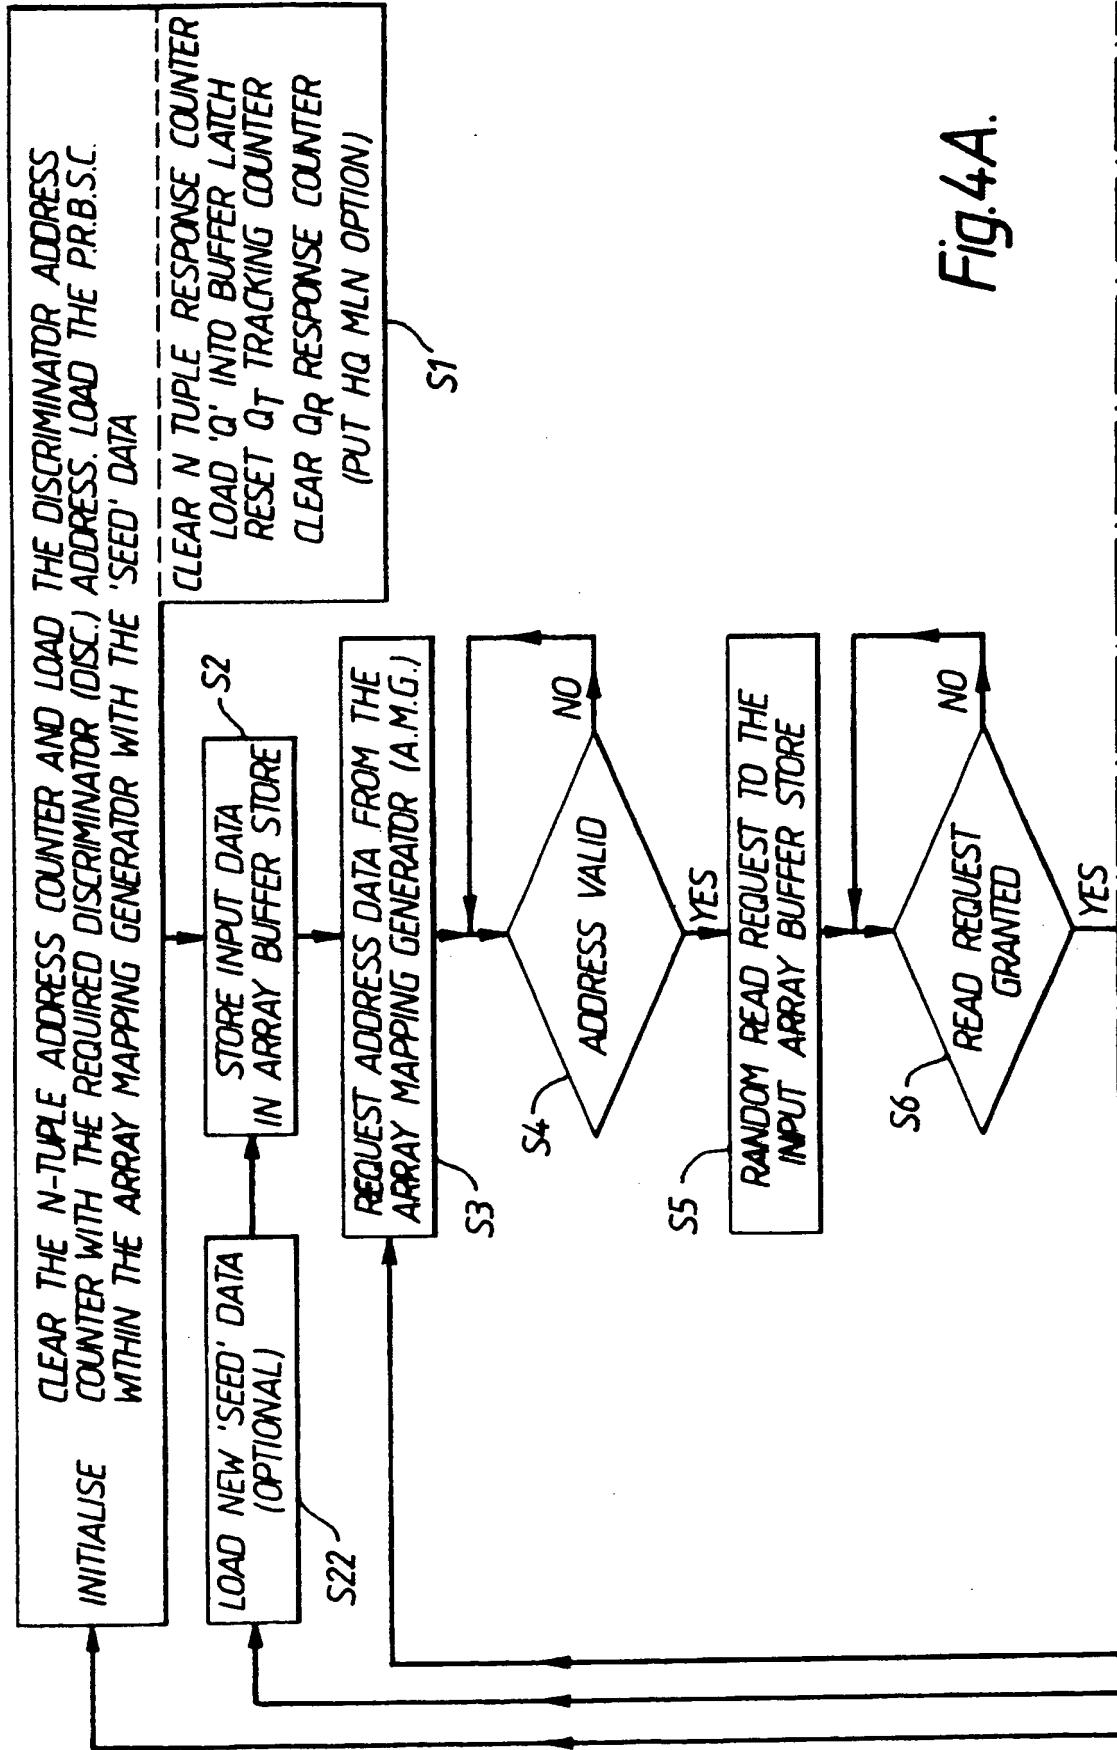 INITIALISE
CLEAR THE N-TUPLE ADDRESS COUNTER AND LOAD THE DISCRIMINATOR ADDRESS
COUNTER WITH THE REQUIRED DISCRIMINATOR (DISC.) ADDRESS. LOAD THE P.R.B.S.C.
WITHIN THE ARRAY MAPPING GENERATOR WITH THE 'SEED' DATA
CLEAR N TUPLE RESPONSE COUNTER
LOAD 'Q' INTO BUFFER LATCH
RESET QT TRACKING COUNTER
CLEAR QR RESPONSE COUNTER
(PUT HQ MLN OPTION)
S1
LOAD NEW 'SEED' DATA
(OPTIONAL)
S22
STORE INPUT DATA
IN ARRAY BUFFER STORE
S2
REQUEST ADDRESS DATA FROM THE
ARRAY MAPPING GENERATOR (A.M.G.)
S3
S4
ADDRESS VALID
NO
YES
S5
RANDOM READ REQUEST TO THE
INPUT ARRAY BUFFER STORE
S6
READ REQUEST
GRANTED
NO
YES
Fig.4A.